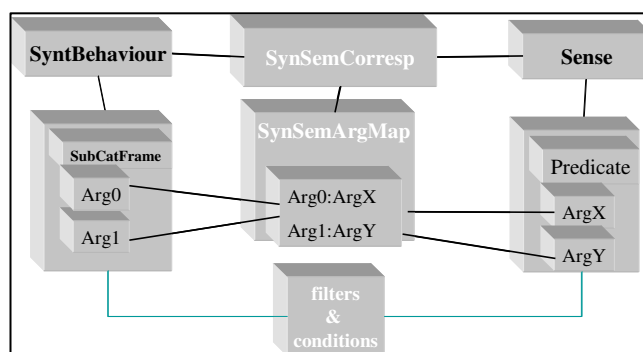 SyntBehaviour
SynSemCorresp
Sense
SynSemArgMap
SubCatFrame
Predicate
Arg0
Arg0:ArgX
ArgX
Arg1
Arg1:ArgY
ArgY
filters
&
conditions